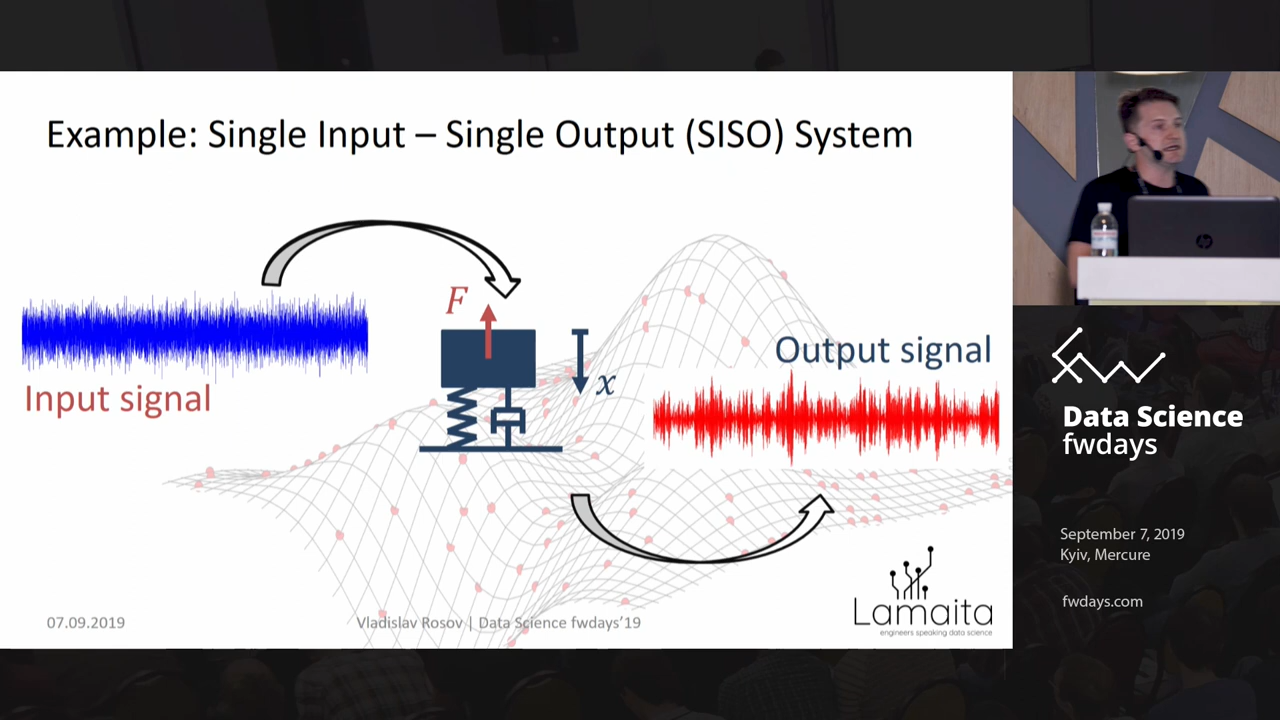 Example: Single Input – Single Output (SISO) System
F
x
Input signal
Output signal
07.09.2019
Vladislav Rosov | Data Science fwdays’19
Lamaita
engineers speaking data science
hp
Data Science
fwdays
September 7, 2019
Kyiv, Mercure
fwdays.com